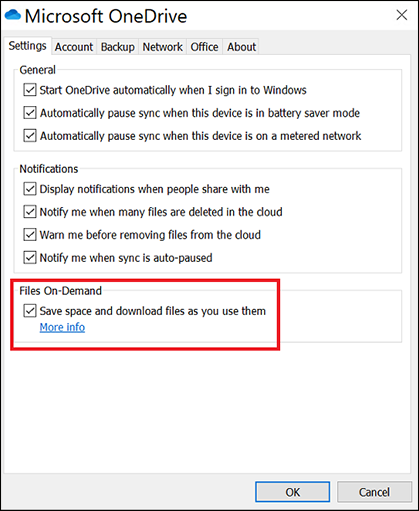 Microsoft OneDrive
Settings Account Backup Network Office About
General
Start OneDrive automatically when I sign in to Windows
Automatically pause sync when this device is in battery saver mode
Automatically pause sync when this device is on a metered network
Notifications
Display notifications when people share with me
Notify me when many files are deleted in the cloud
Warn me before removing files from the cloud
Notify me when sync is auto-paused
Files On-Demand
Save space and download files as you use them
More info
OK Cancel